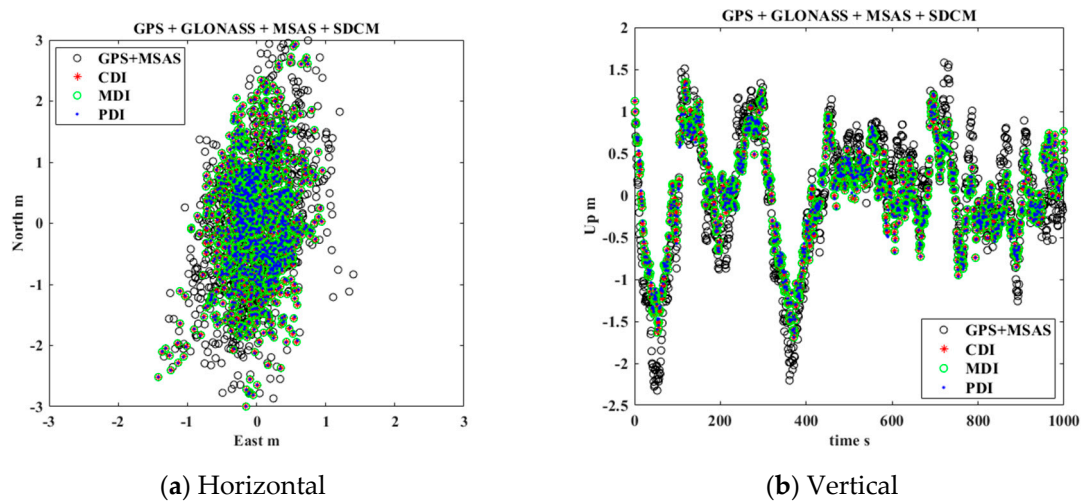 GPS + GLONASS + MSAS + SDCM
3
2
1
0
-1
-2
-3
North m
-3
-2
-1
0
1
2
3
East m
GPS+MSAS
CDI
MDI
PDI
(a) Horizontal
GPS + GLONASS + MSAS + SDCM
2
1.5
1
0.5
0
-0.5
-1
-1.5
-2
-2.5
Up m
0
200
400
600
800
1000
time s
GPS+MSAS
CDI
MDI
PDI
(b) Vertical